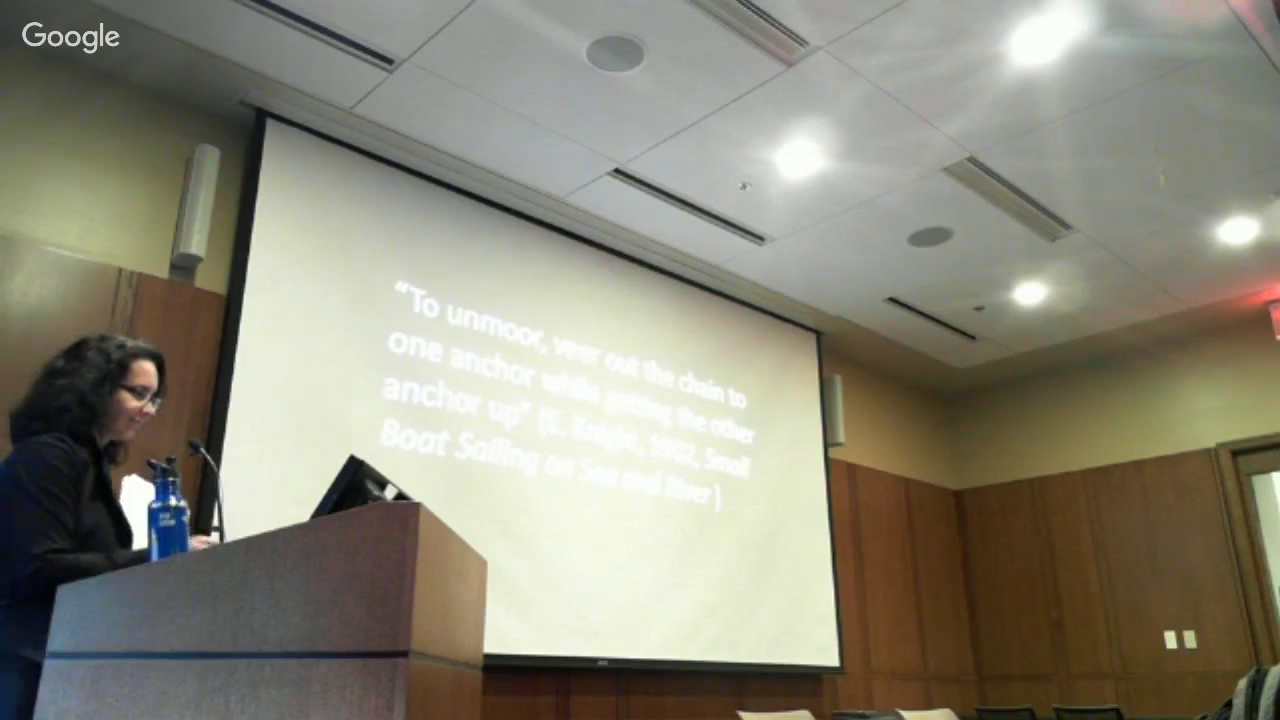 Google
“To unmoor, veer out the chain to
one anchor while getting the other
anchor up” (E. Knight, 1902, Small
Boat Sailing on Sea and River )